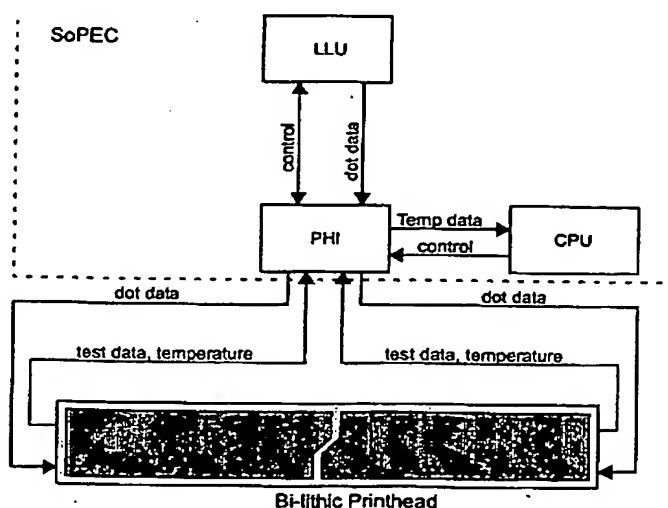 SoPEC
LLU
control
dot data
PHI
Temp data
control
CPU
dot data
dot data
test data, temperature
test data, temperature
Bi-lithic Printhead